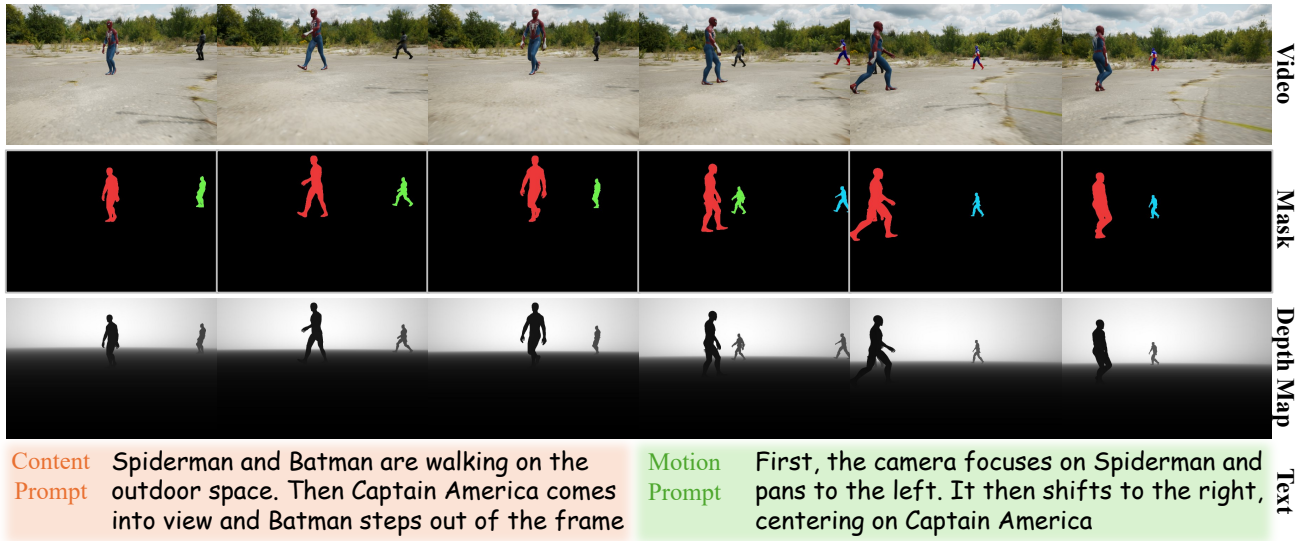 Video
Mask
Depth Map
Text
Content
Prompt
Spiderman and Batman are walking on the
outdoor space. Then Captain America comes
into view and Batman steps out of the frame
Motion
Prompt
First, the camera focuses on Spiderman and
pans to the left. It then shifts to the right,
centering on Captain America